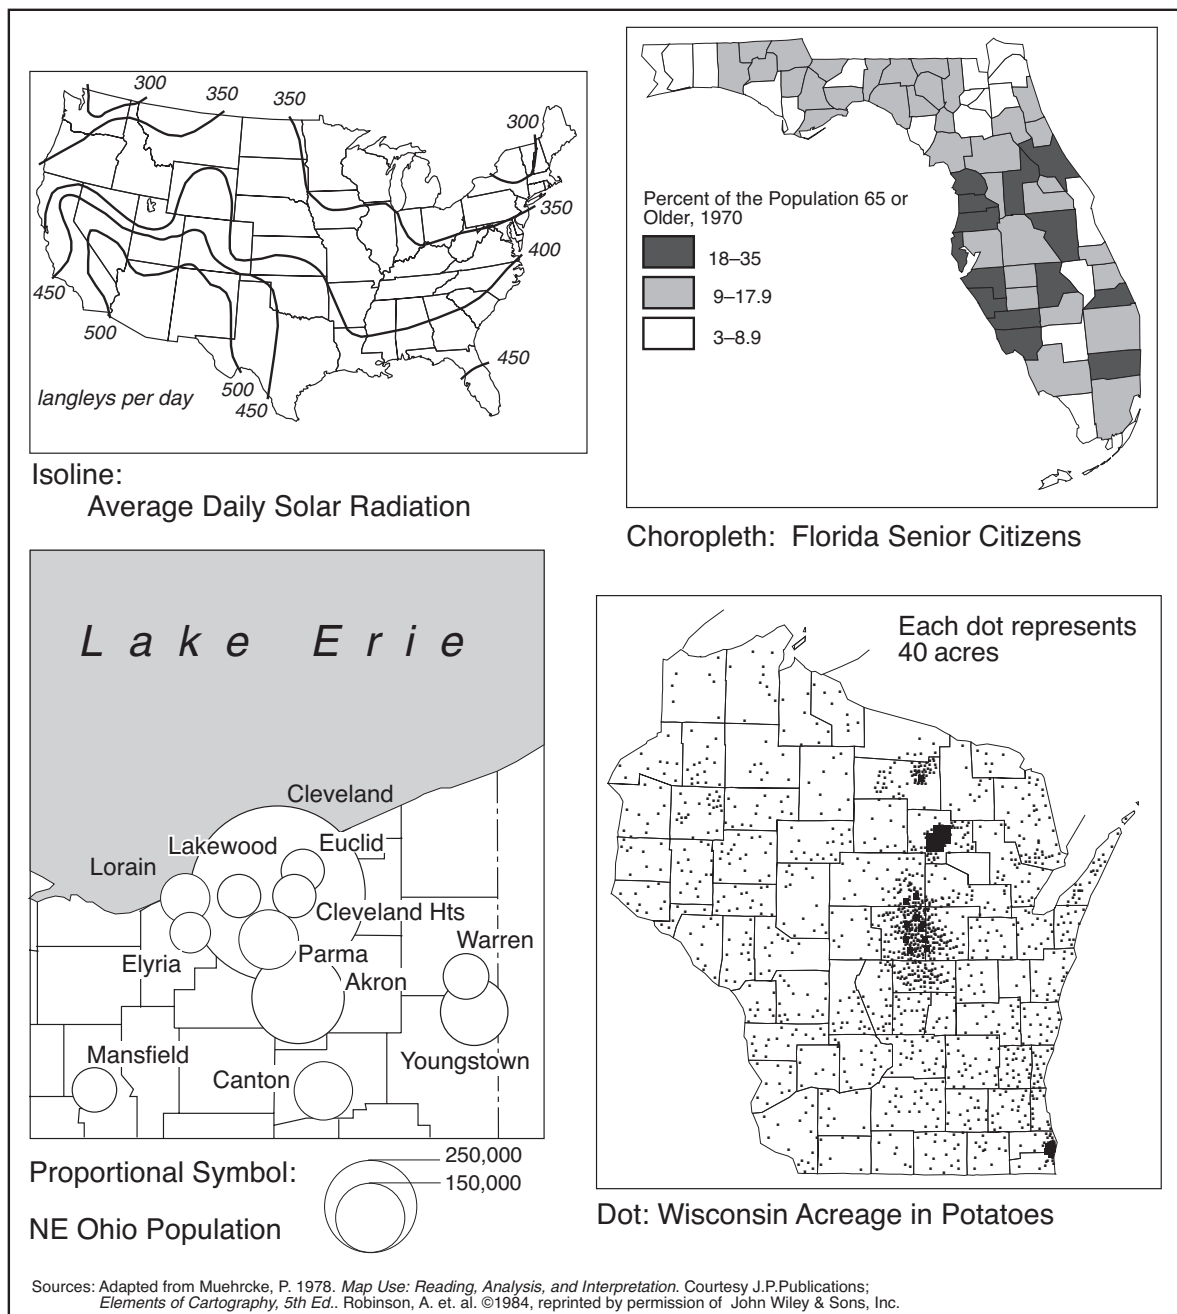 300
350
350
300
350
400
450
500
450
500
450
langleys per day
Isoline:
Average Daily Solar Radiation
Percent of the Population 65 or
Older, 1970
18–35
9–17.9
3–8.9
Choropleth: Florida Senior Citizens
Lake Erie
Cleveland
Lakewood
Euclid
Lorain
Cleveland Hts
Elyria
Parma
Warren
Akron
Mansfield
Youngstown
Canton
Proportional Symbol:
NE Ohio Population
250,000
150,000
Each dot represents
40 acres
Dot: Wisconsin Acreage in Potatoes
Sources: Adapted from Muehrcke, P. 1978. Map Use: Reading, Analysis, and Interpretation. Courtesy J.P.Publications;
Elements of Cartography, 5th Ed.. Robinson, A. et. al. ©1984, reprinted by permission of John Wiley & Sons, Inc.